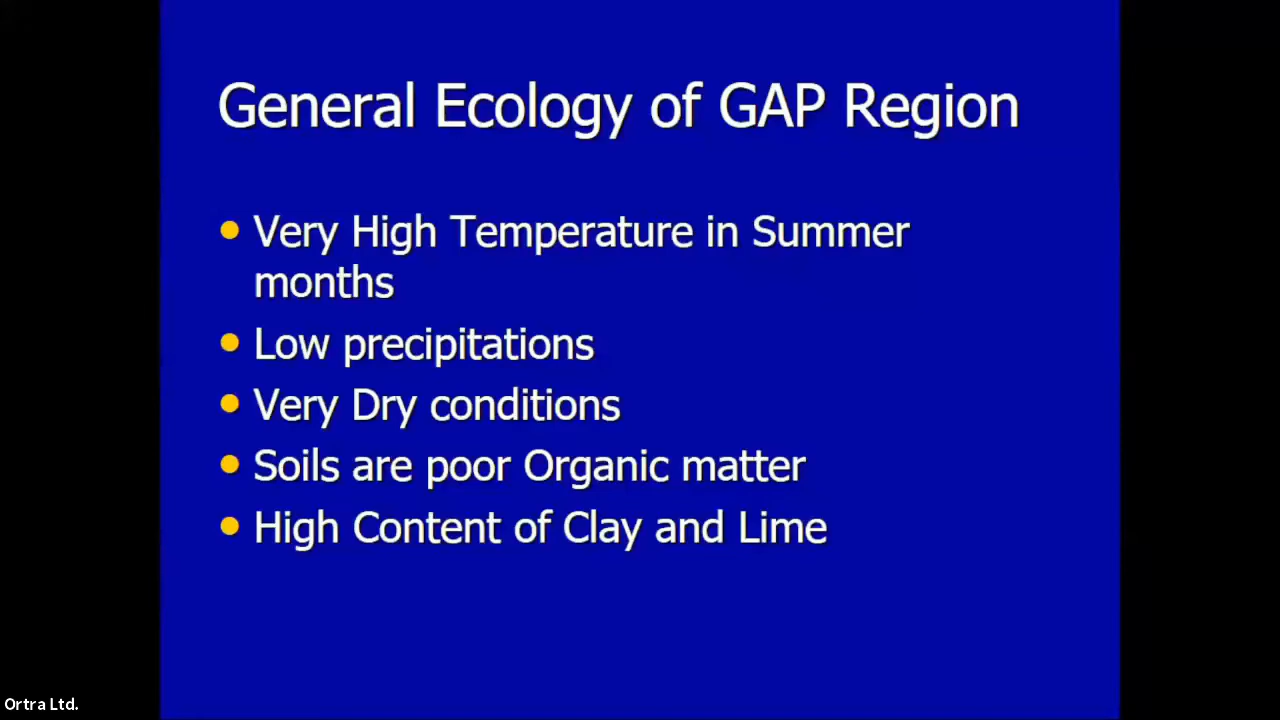 General Ecology of GAP Region
• Very High Temperature in Summer
months
• Low precipitations
• Very Dry conditions
• Soils are poor Organic matter
• High Content of Clay and Lime
Ortra Ltd.